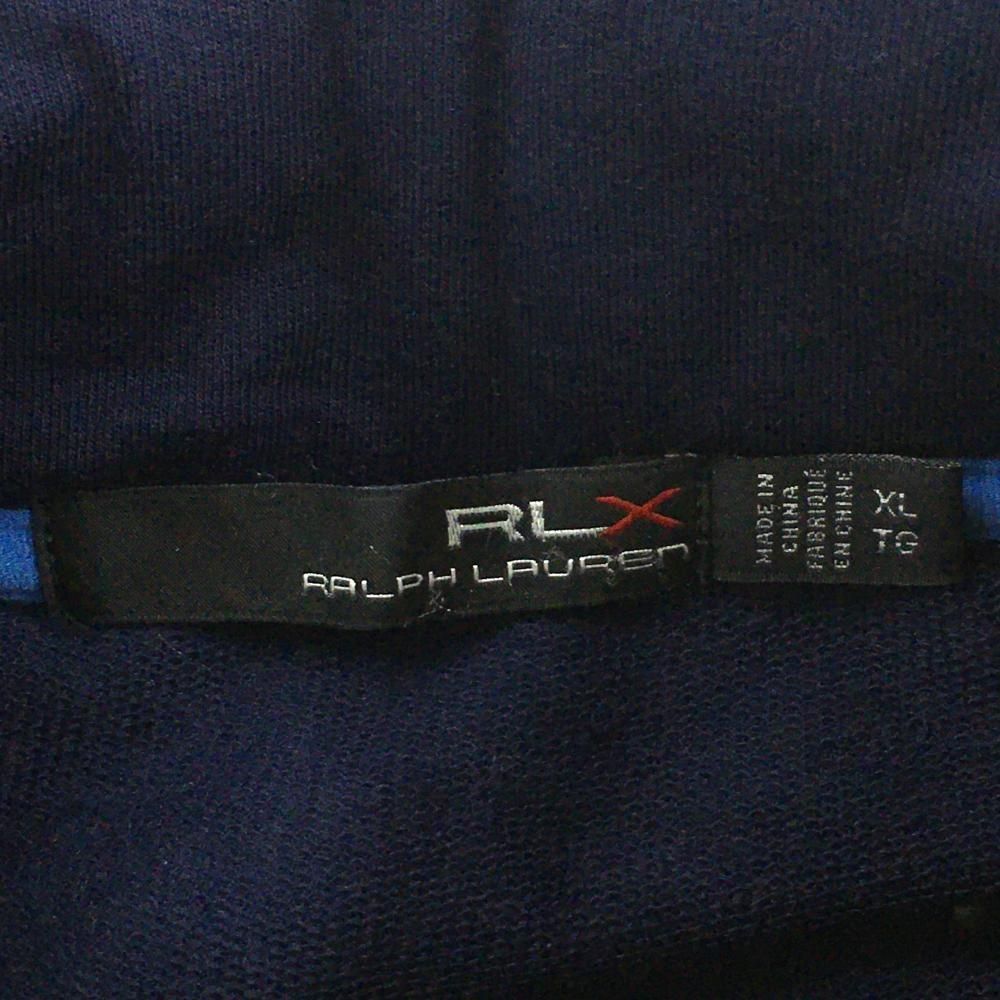 RLX
RALPH LAUREN
MADE IN
CHINA
FABRIQUÉ
EN CHINE
XL
TG